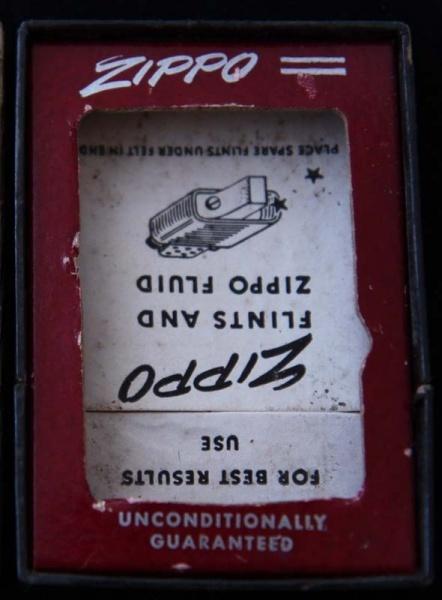 ZIPPO
PLACE SPARE FLINTS UNDER FELT IN END
ZIPPO FLUID
FLINTS AND
ZIPPO
USE
FOR BEST RESULTS
UNCONDITIONALLY
GUARANTEED